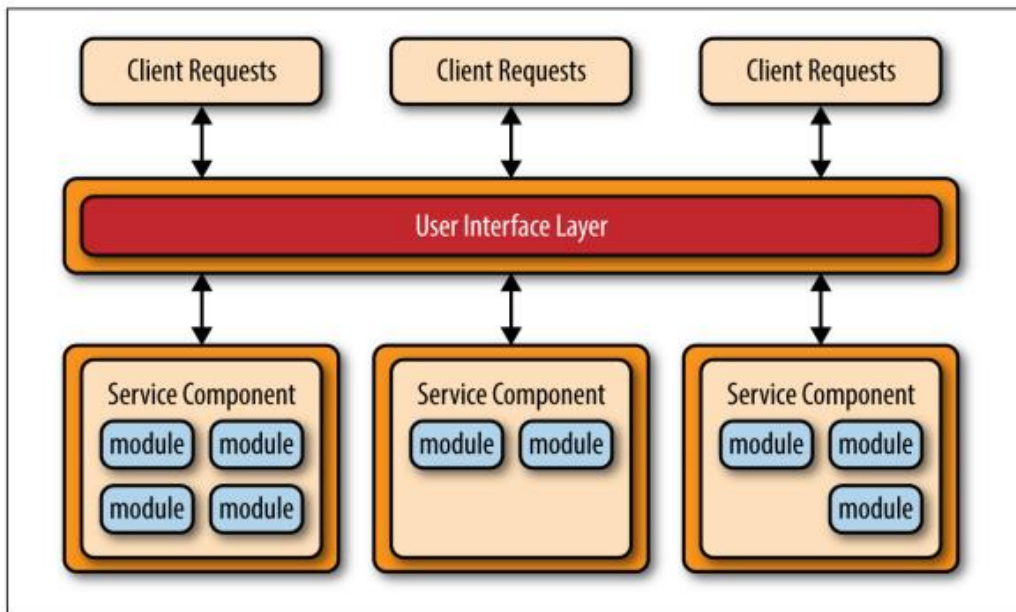 Client Requests
Client Requests
Client Requests
User Interface Layer
Service Component
module
module
module
module
Service Component
module
module
Service Component
module
module
module